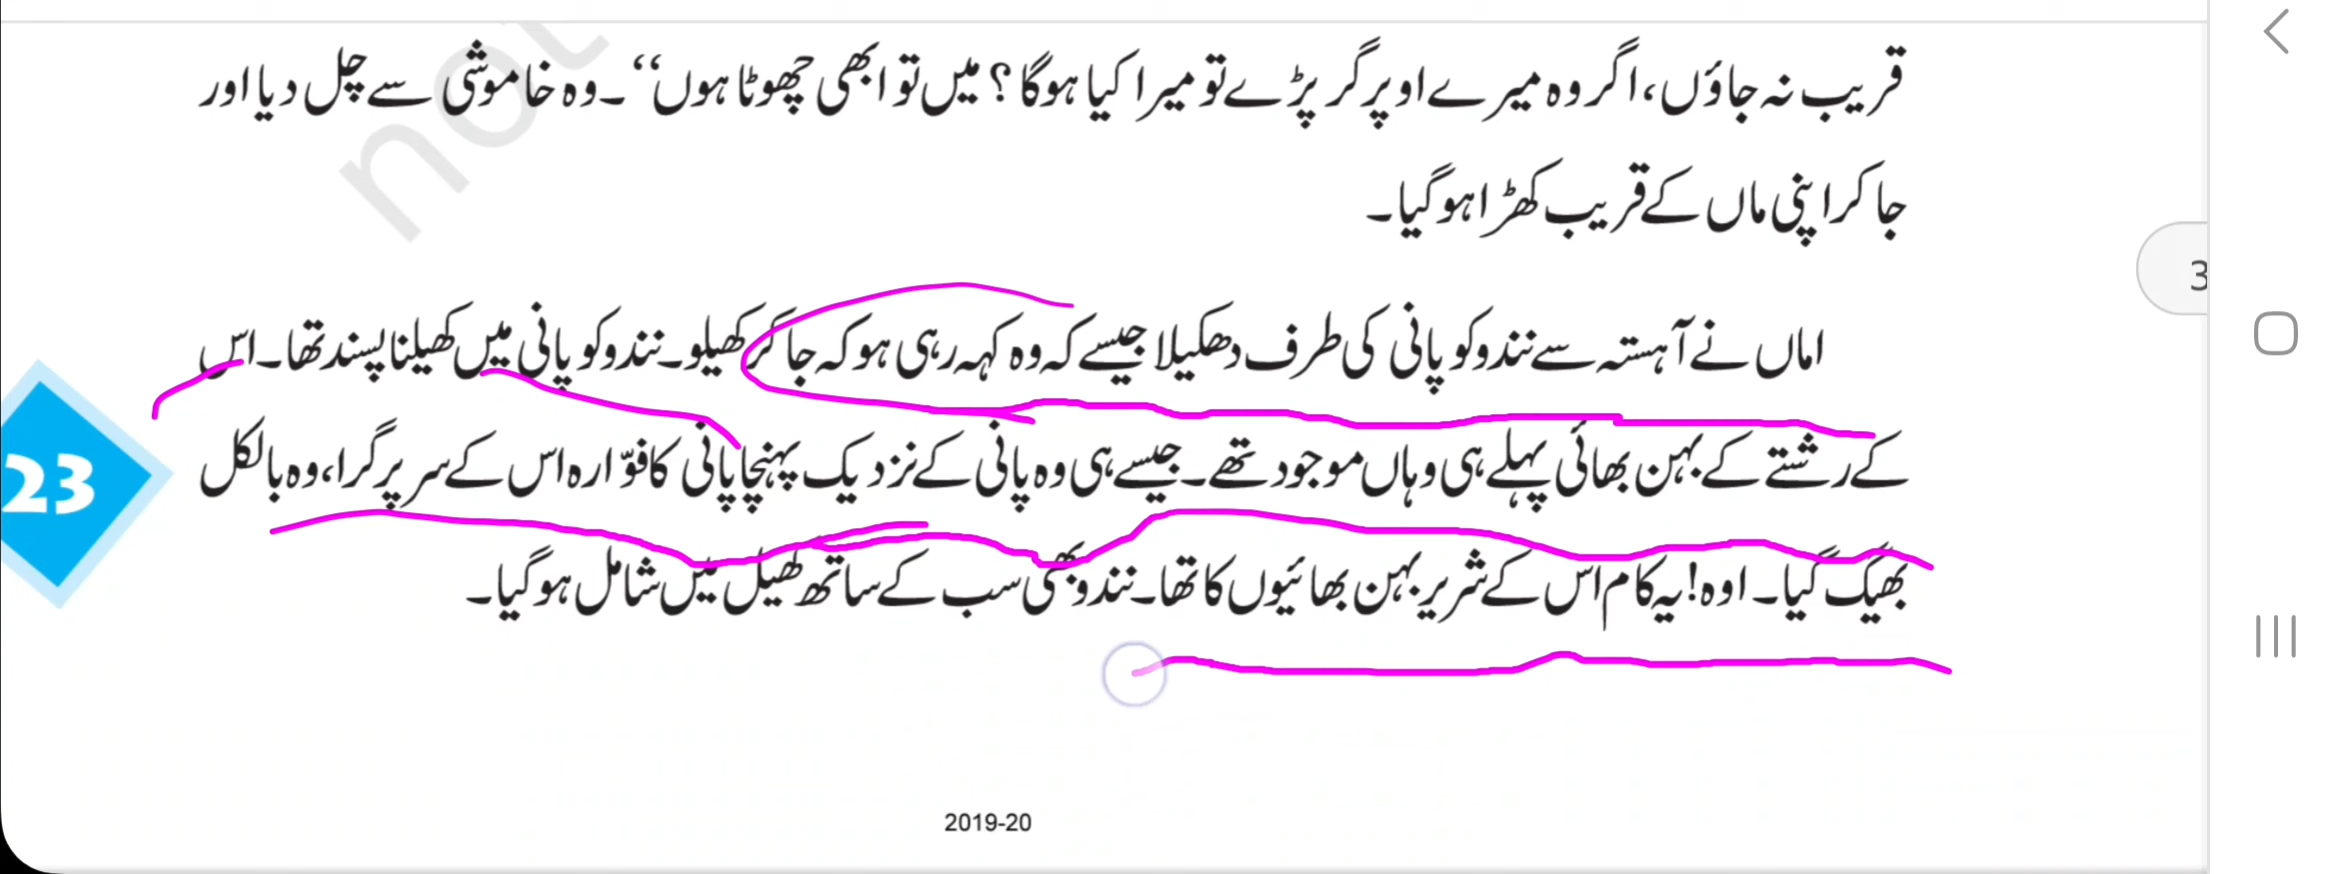 not
قریب نہ جاؤں، اگر وہ میرے اوپر گر پڑے تو میرا کیا ہوگا؟ میں تو ابھی چھوٹا ہوں‘‘۔ وہ خاموشی سے چل دیا اور
جا کر اپنی ماں کے قریب کھڑا ہوگیا۔
3
اماں نے آہستہ سے نندو کو پانی کی طرف دھکیلا جیسے کہ وہ کہہ رہی ہو کہ جا کر کھیلو۔ نندو کو پانی میں کھیلنا پسند تھا۔ اس
کے رشتے کے بہن بھائی پہلے ہی وہاں موجود تھے۔ جیسے ہی وہ پانی کے نزدیک پہنچا پانی کا فوّارہ اس کے سر پر گرا، وہ بالکل
بھیگ گیا۔ اوہ! یہ کام اس کے شریر بہن بھائیوں کا تھا۔ نندو بھی سب کے ساتھ کھیل میں شامل ہوگیا۔
23
2019-20